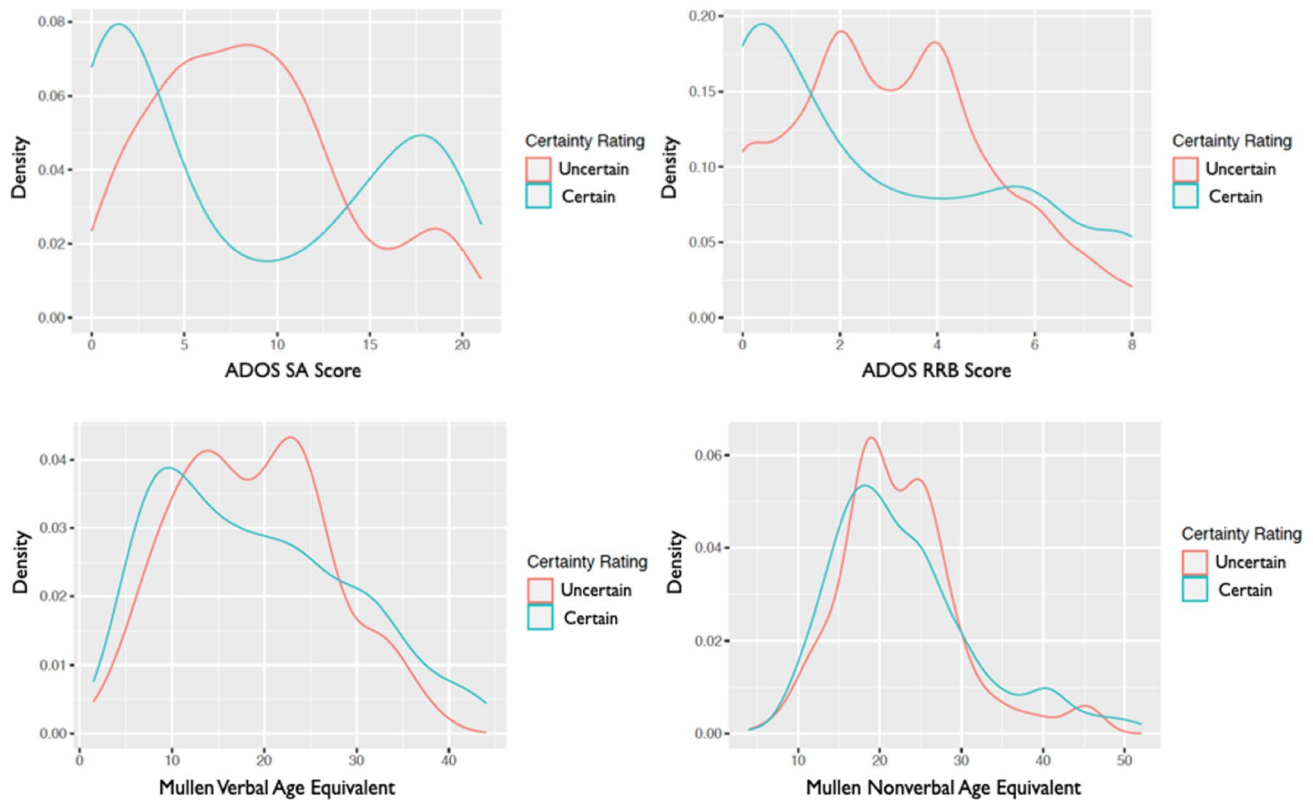 0.08
0.06
0.04
0.02
0.00
Density
0
5
10
15
20
ADOS SA Score
Certainty Rating
Uncertain
Certain
0.20
0.15
0.10
0.05
0.00
Density
0
2
4
6
8
ADOS RRB Score
Certainty Rating
Uncertain
Certain
0.04
0.03
0.02
0.01
0.00
Density
0
10
20
30
40
Mullen Verbal Age Equivalent
Certainty Rating
Uncertain
Certain
0.06
0.04
0.02
0.00
Density
10
20
30
40
50
Mullen Nonverbal Age Equivalent
Certainty Rating
Uncertain
Certain